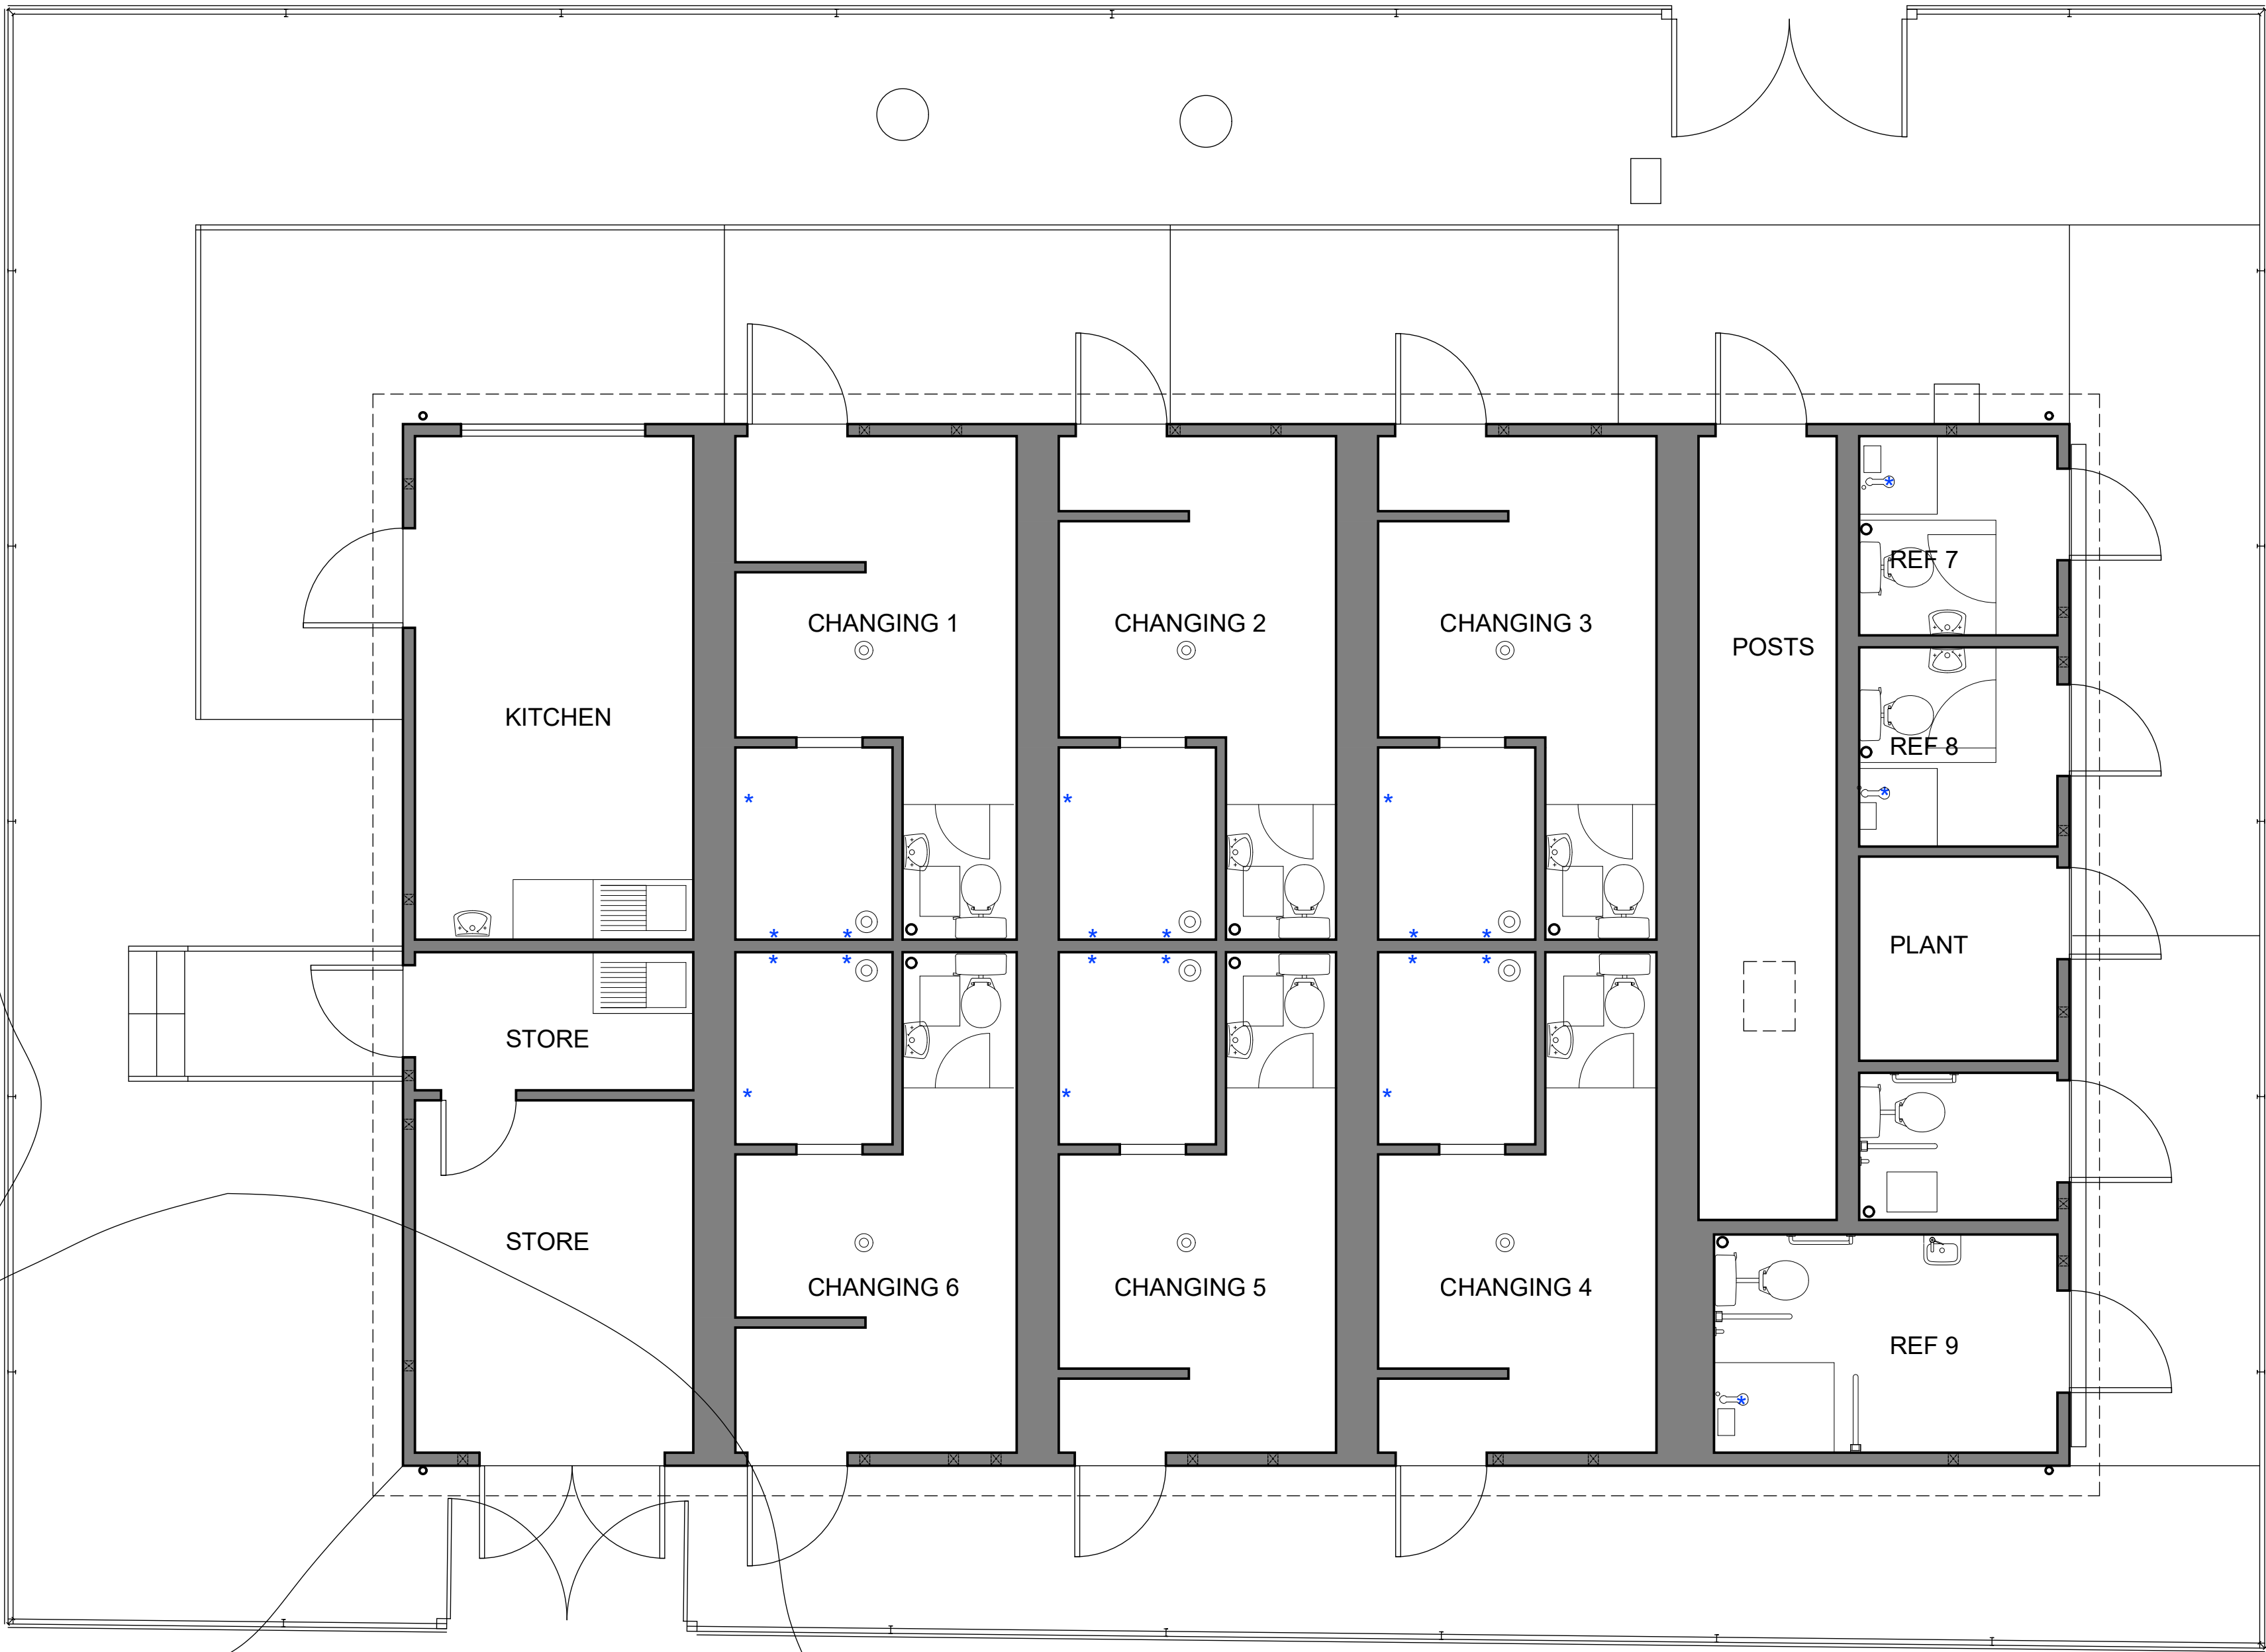 REF 7
CHANGING 1
CHANGING 2
CHANGING 3
POSTS
KITCHEN
REF 8
PLANT
STORE
STORE
CHANGING 6
CHANGING 5
CHANGING 4
REF 9